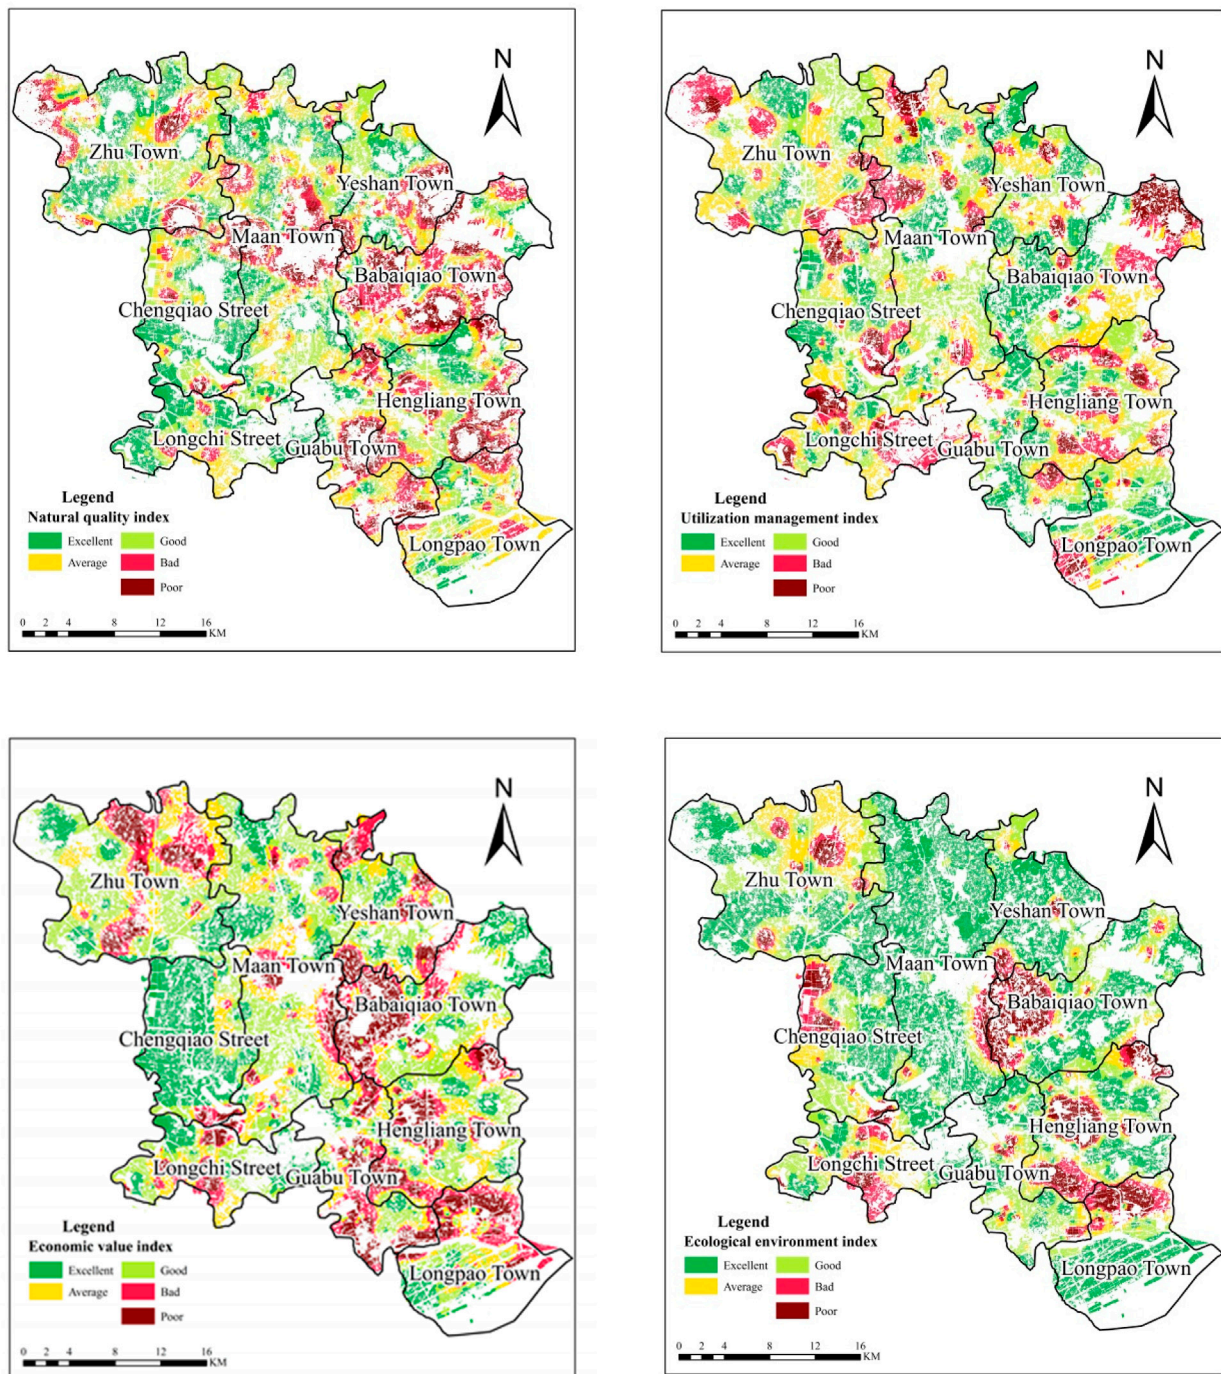 N
Zhu Town
Yeshan Town
Maan Town
Babaiqiao Town
Chengqiao Street
Hengliang Town
Longchi Street
Guabu Town
Longpao Town
Legend
Natural quality index
Excellent Good
Average Bad
Poor
0 2 4 8 12 16 KM
N
Zhu Town
Yeshan Town
Maan Town
Babaiqiao Town
Chengqiao Street
Hengliang Town
Longchi Street
Guabu Town
Longpao Town
Legend
Utilization management index
Excellent Good
Average Bad
Poor
0 2 4 8 12 16 KM
N
Zhu Town
Yeshan Town
Maan Town
Babaiqiao Town
Chengqiao Street
Hengliang Town
Longchi Street
Guabu Town
Longpao Town
Legend
Economic value index
Excellent Good
Average Bad
Poor
0 2 4 8 12 16 KM
N
Zhu Town
Yeshan Town
Maan Town
Babaiqiao Town
Chengqiao Street
Hengliang Town
Longchi Street
Guabu Town
Longpao Town
Legend
Ecological environment index
Excellent Good
Average Bad
Poor
0 2 4 8 12 16 KM